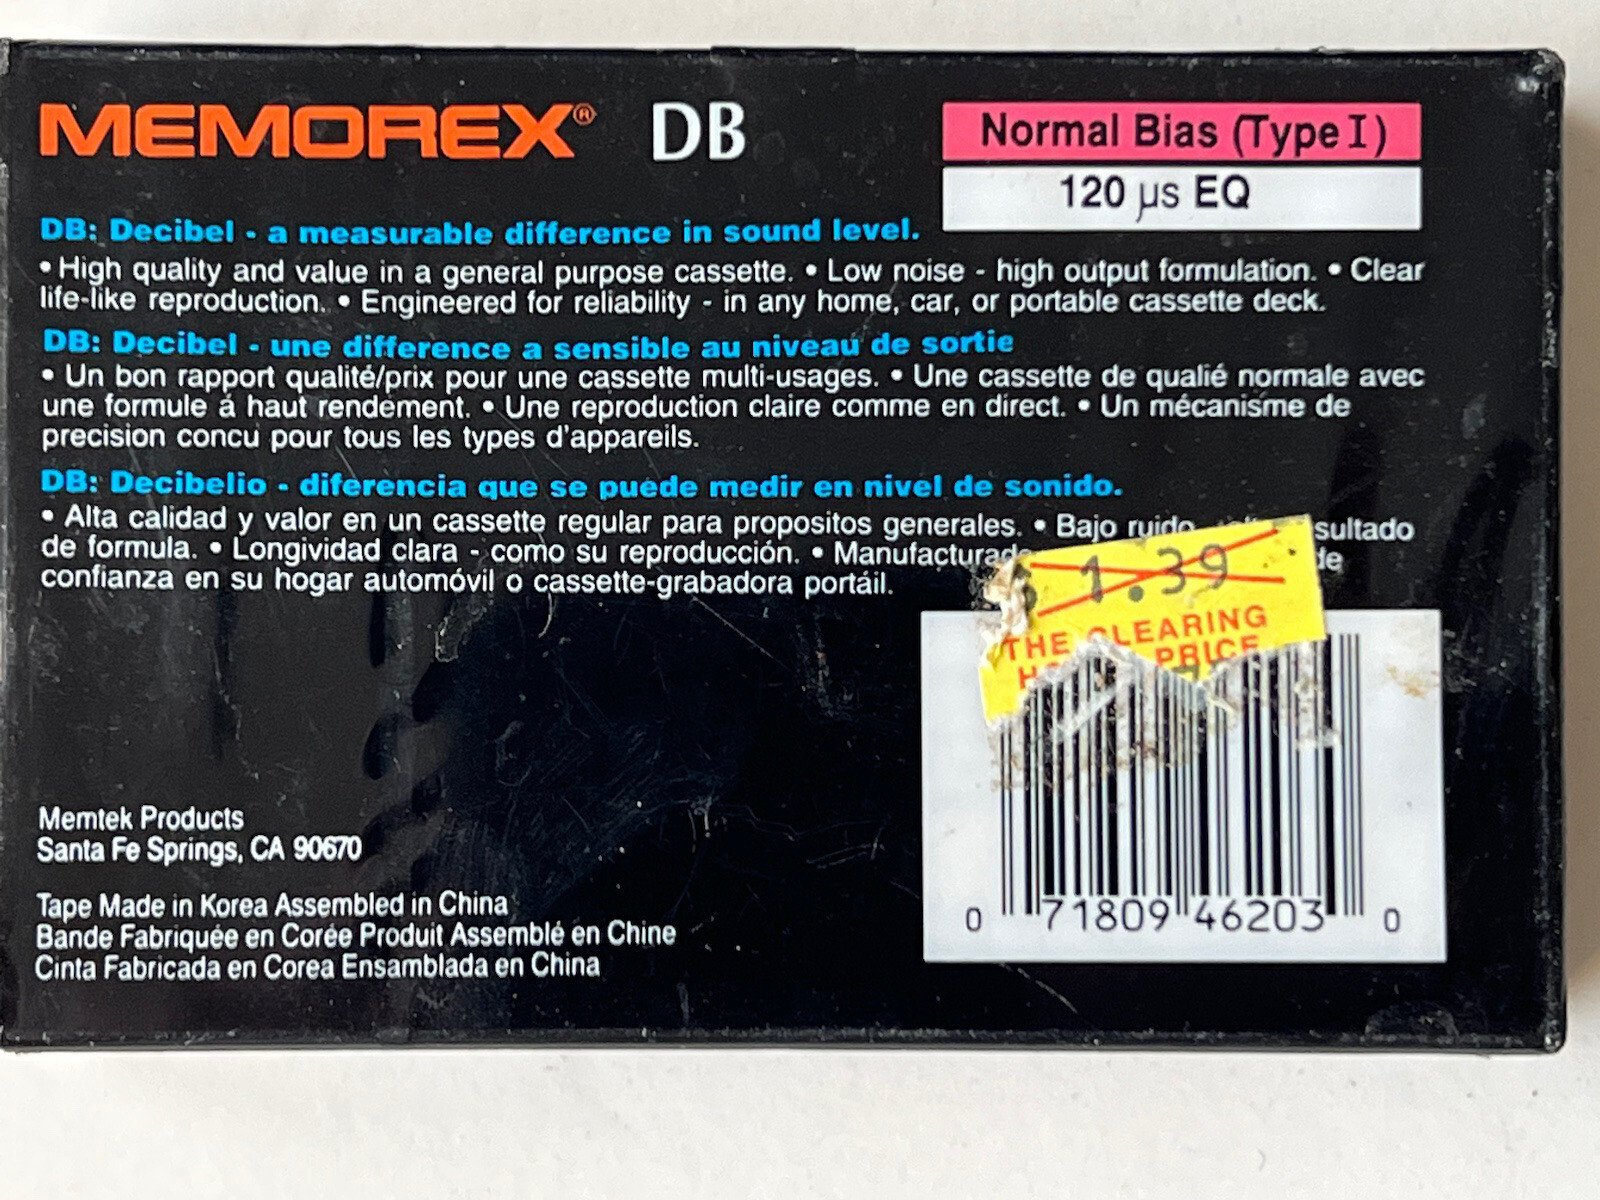 MEMOREX® DB
Normal Bias (Type I)
120 µs EQ
DB: Decibel - a measurable difference in sound level.
• High quality and value in a general purpose cassette. • Low noise - high output formulation. • Clear
life-like reproduction. • Engineered for reliability - in any home, car, or portable cassette deck.
DB: Decibel - une difference a sensible au niveau de sortie
• Un bon rapport qualité/prix pour une cassette multi-usages. • Une cassette de qualié normale avec
une formule á haut rendement. • Une reproduction claire comme en direct. • Un mécanisme de
precision concu pour tous les types d'appareils.
DB: Decibelio - diferencia que se puede medir en nivel de sonido.
• Alta calidad y valor en un cassette regular para propositos generales. • Bajo ruido sultado
de formula. • Longividad clara - como su reproducción. • Manufacturad de
confianza en su hogar automóvil o cassette-grabadora portáil.
$ 1.39
THE CLEARING
PRICE
Memtek Products
Santa Fe Springs, CA 90670
Tape Made in Korea Assembled in China
Bande Fabriquée en Corée Produit Assemblé en Chine
Cinta Fabricada en Corea Ensamblada en China
0 71809 46203 0